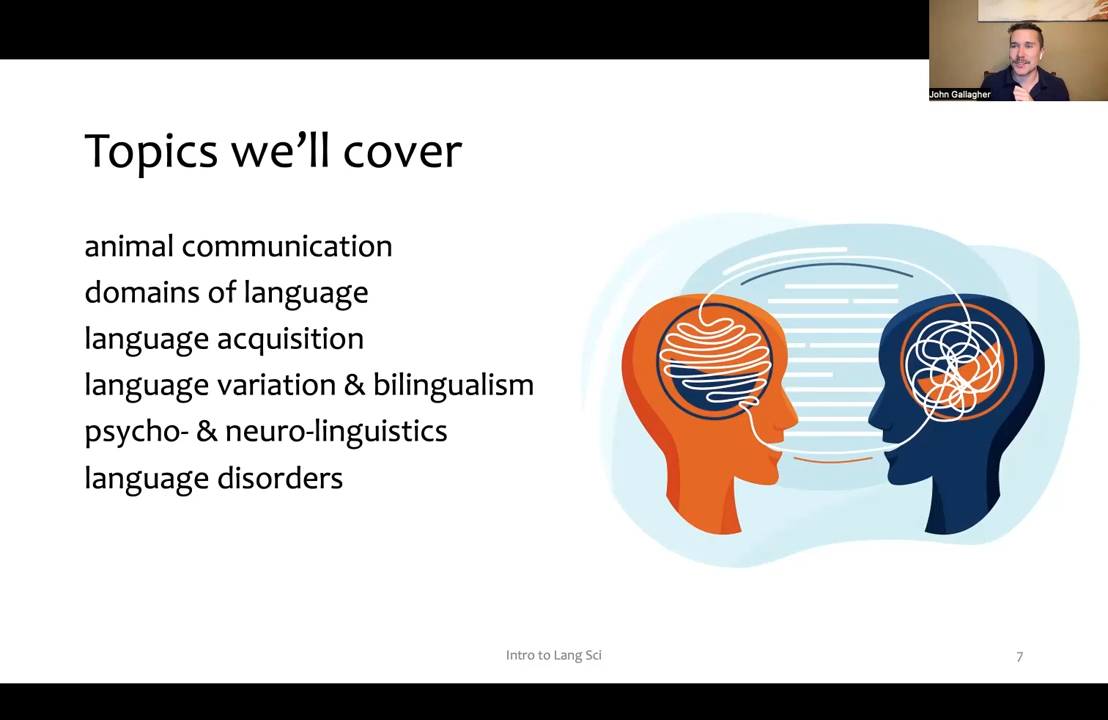 John Gallagher
Topics we’ll cover
animal communication
domains of language
language acquisition
language variation & bilingualism
psycho- & neuro-linguistics
language disorders
Intro to Lang Sci
7